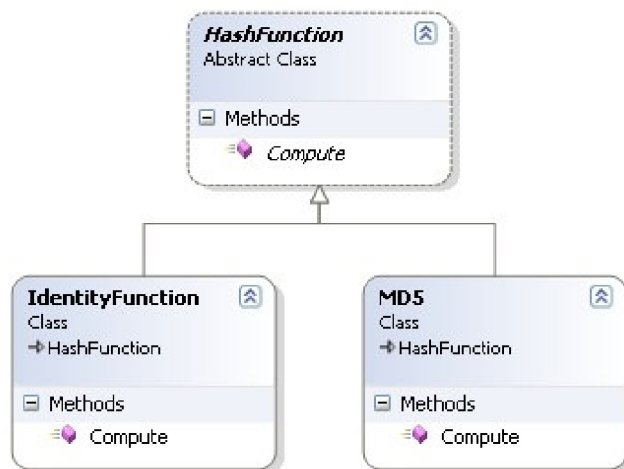 HashFunction
Abstract Class
Methods
Compute
IdentityFunction
Class
HashFunction
Methods
Compute
MD5
Class
HashFunction
Methods
Compute